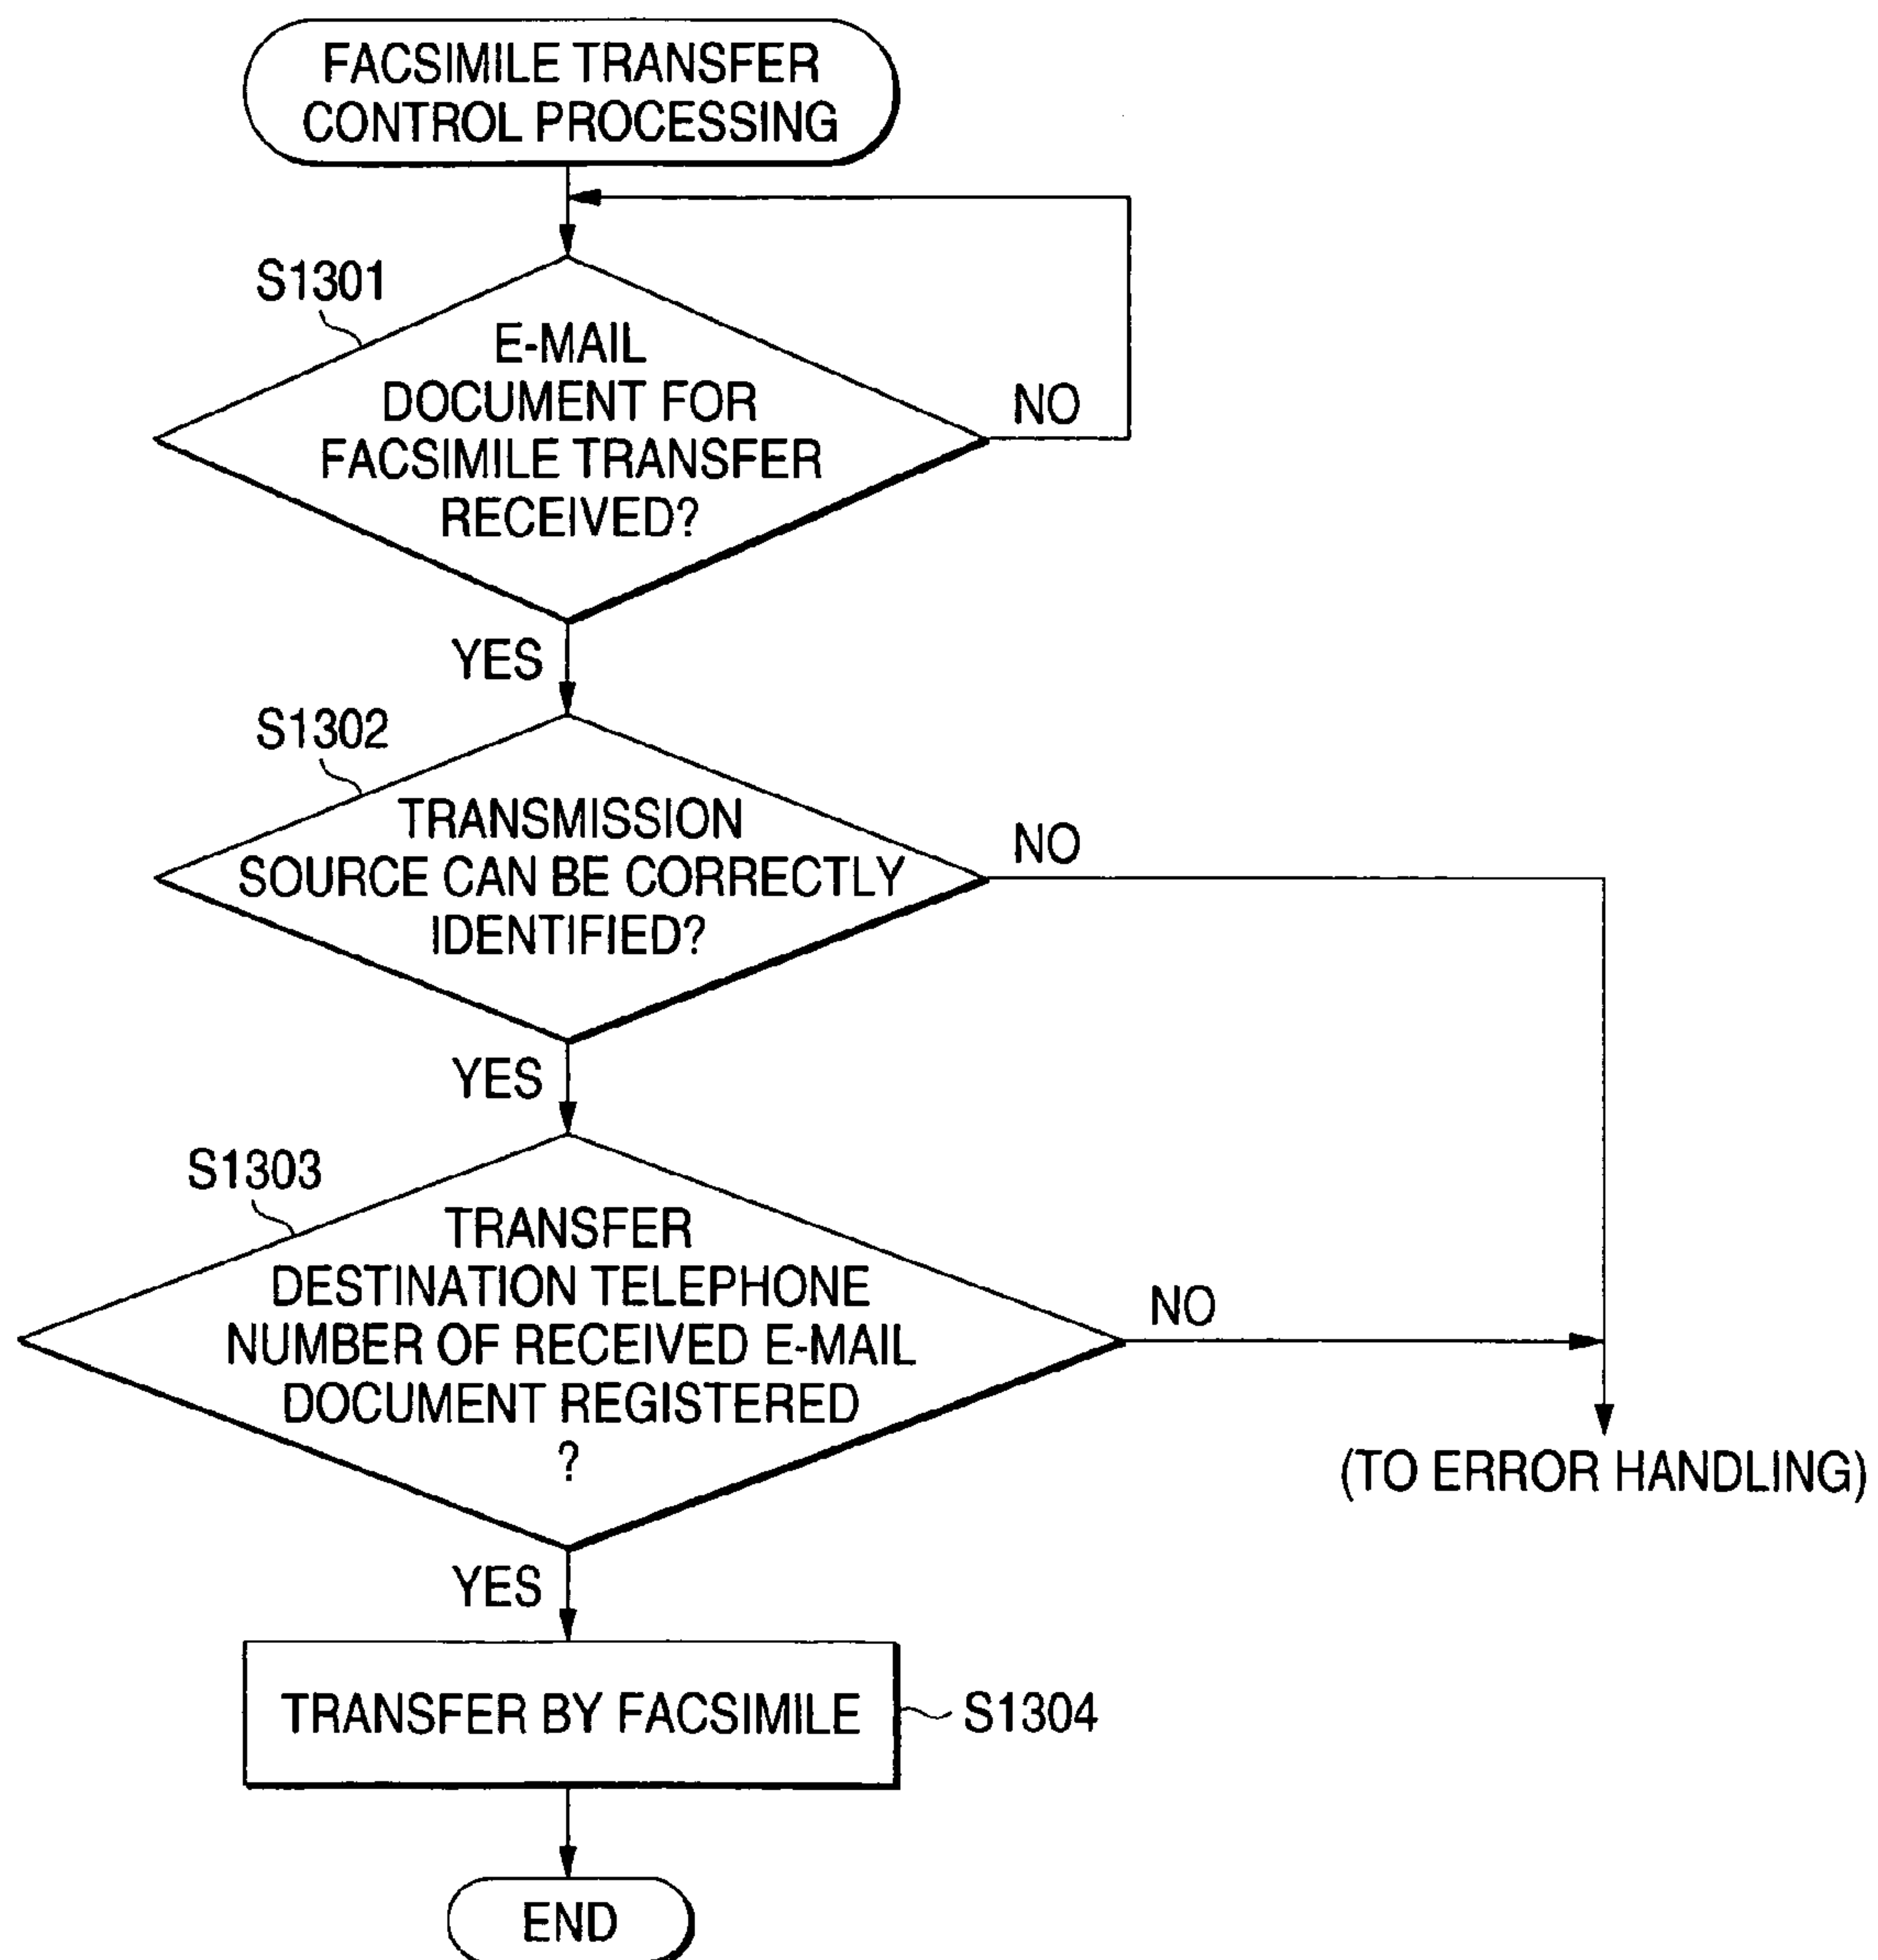 FACSIMILE TRANSFER
CONTROL PROCESSING
S1301
E-MAIL
DOCUMENT FOR
FACSIMILE TRANSFER
RECEIVED?
NO
YES
S1302
TRANSMISSION
SOURCE CAN BE CORRECTLY
IDENTIFIED?
NO
YES
S1303
TRANSFER
DESTINATION TELEPHONE
NUMBER OF RECEIVED E-MAIL
DOCUMENT REGISTERED
?
NO
(TO ERROR HANDLING)
YES
TRANSFER BY FACSIMILE
S1304
END